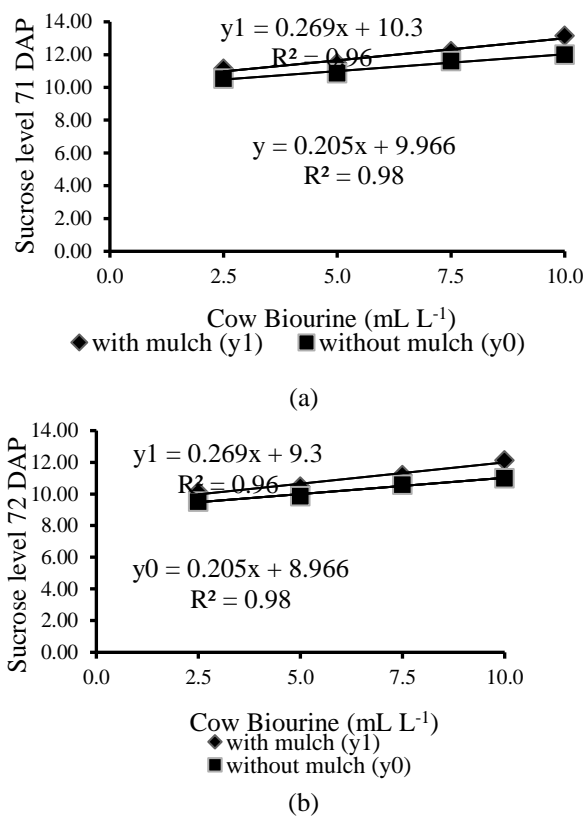 14.00
12.00
10.00
8.00
6.00
4.00
2.00
0.00
Sucrose level 71 DAP
y1 = 0.269x + 10.3
R² = 0.96
y = 0.205x + 9.966
R² = 0.98
0.0 2.5 5.0 7.5 10.0
Cow Biourine (mL L⁻¹)
with mulch (y1) without mulch (y0)
(a)
14.00
12.00
10.00
8.00
6.00
4.00
2.00
0.00
Sucrose level 72 DAP
y1 = 0.269x + 9.3
R² = 0.96
y0 = 0.205x + 8.966
R² = 0.98
0.0 2.5 5.0 7.5 10.0
Cow Biourine (mL L⁻¹)
with mulch (y1)
without mulch (y0)
(b)